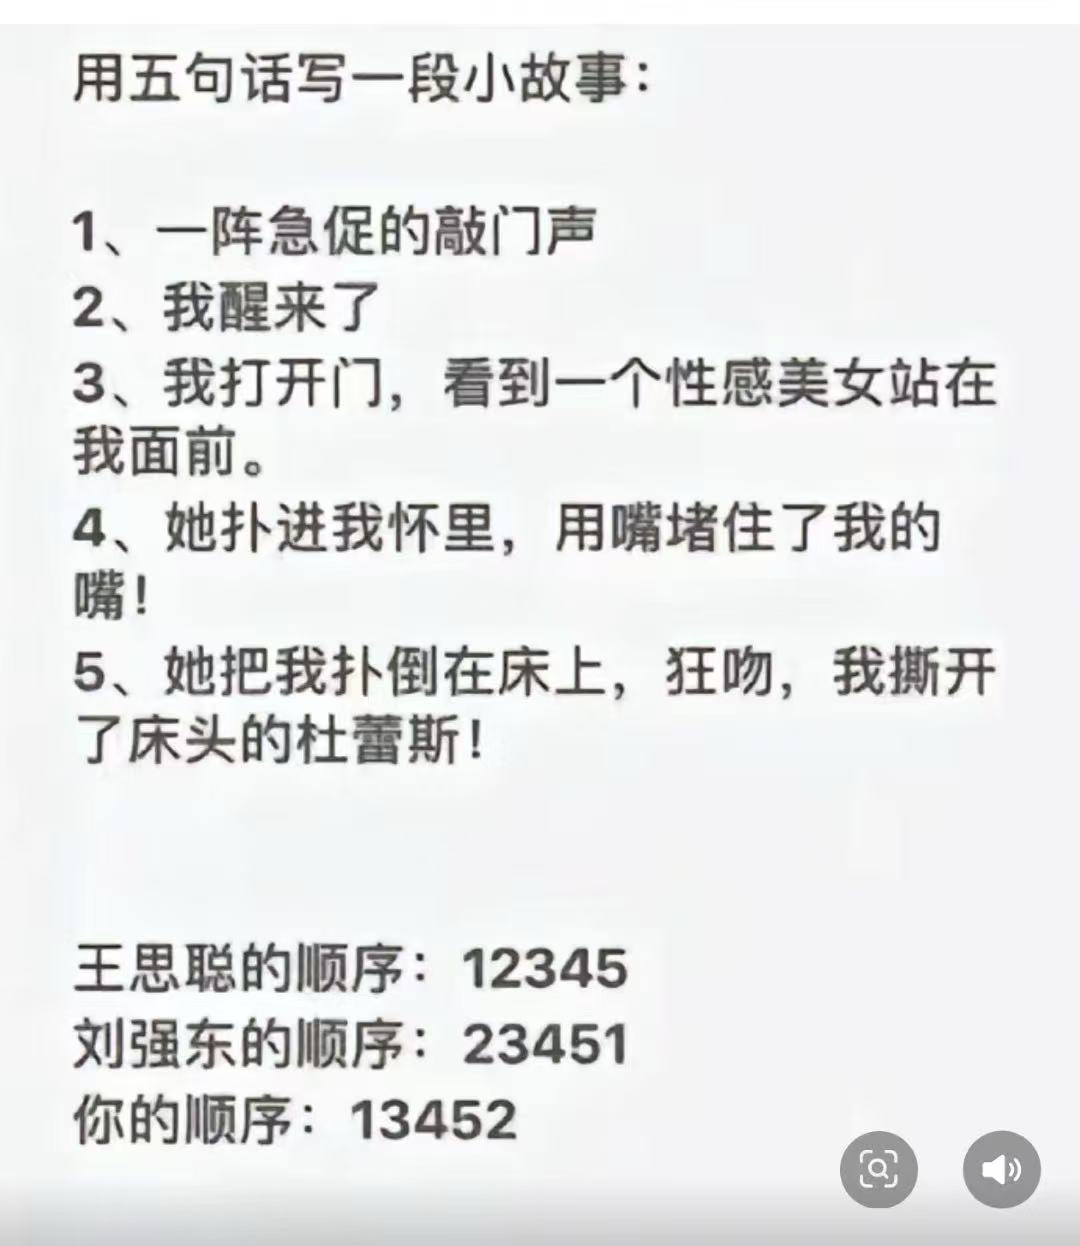 用五句话写一段小故事：
1、一阵急促的敲门声
2、我醒来了
3、我打开门，看到一个性感美女站在
我面前。
4、她扑进我怀里，用嘴堵住了我的
嘴！
5、她把我扑倒在床上，狂吻，我撕开
了床头的杜蕾斯！
王思聪的顺序：12345
刘强东的顺序：23451
你的顺序：13452